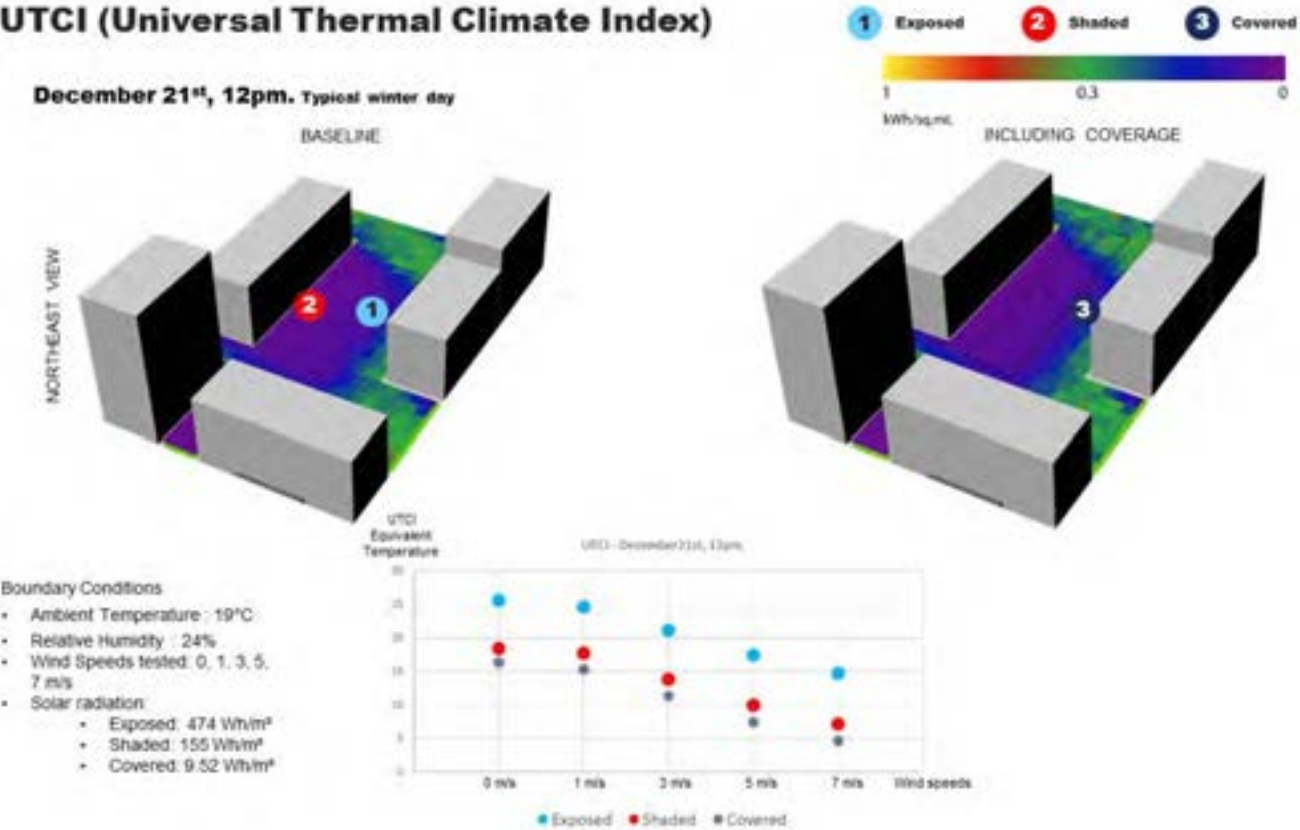 UTCI (Universal Thermal Climate Index)
1 Exposed
2 Shaded
3 Covered
December 21st, 12pm. Typical winter day
1
0.3
0
kWh/sq.mt.
BASELINE
INCLUDING COVERAGE
NORTHEAST VIEW
2
1
3
UTCI
Equivalent
Temperature
UTCI - December 21st, 12pm.
Boundary Conditions
• Ambient Temperature : 19°C
• Relative Humidity : 24%
• Wind Speeds tested: 0, 1, 3, 5,
7 m/s
• Solar radiation:
• Exposed: 474 Wh/m²
• Shaded: 155 Wh/m²
• Covered: 9.52 Wh/m²
30
25
20
15
10
5
0
0 m/s
1 m/s
3 m/s
5 m/s
7 m/s
Wind speeds
Exposed
Shaded
Covered